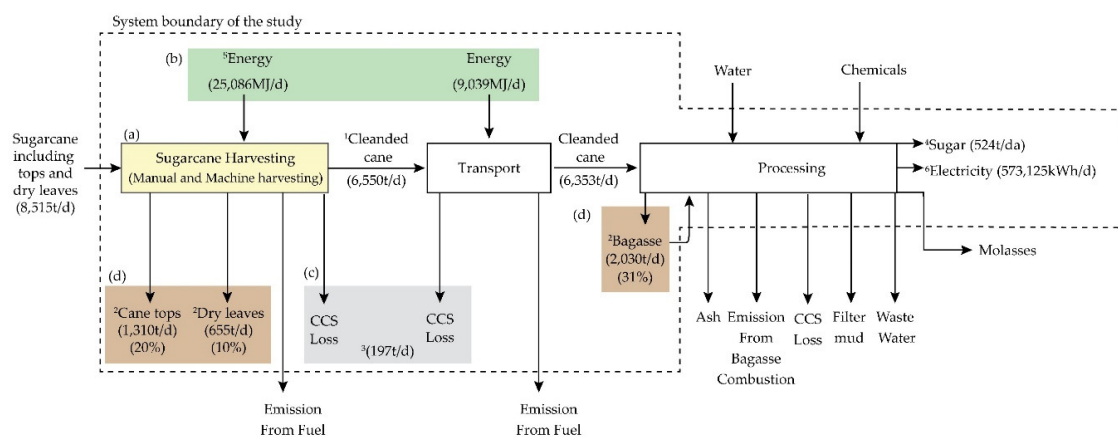 System boundary of the study
(b)
⁵Energy
(25,086MJ/d)
Energy
(9,039MJ/d)
Water
Chemicals
Sugarcane
including
tops and
dry leaves
(8,515t/d)
(a)
Sugarcane Harvesting
(Manual and Machine harvesting)
¹Cleanded
cane
(6,550t/d)
Transport
Cleanded
cane
(6,353t/d)
Processing
⁴Sugar (524t/da)
⁶Electricity (573,125kWh/d)
Molasses
(d)
²Cane tops
(1,310t/d)
(20%)
²Dry leaves
(655t/d)
(10%)
(c)
CCS
Loss
CCS
Loss
³(197t/d)
(d)
²Bagasse
(2,030t/d)
(31%)
Ash
Emission
From
Bagasse
Combustion
CCS
Loss
Filter
mud
Waste
Water
Emission
From Fuel
Emission
From Fuel